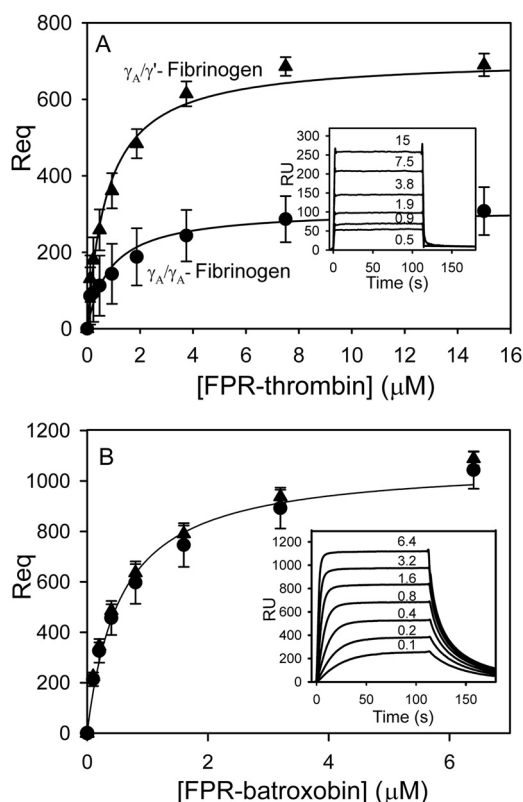 A
γA/γ'- Fibrinogen
γA/γA- Fibrinogen
Req
800
600
400
200
0
0 2 4 6 8 10 12 14 16
[FPR-thrombin] (μM)
RU
300
250
200
150
100
50
0
15
7.5
3.8
1.9
0.9
0.5
0 50 100 150
Time (s)
B
Req
1200
1000
800
600
400
200
0
0 2 4 6
[FPR-batroxobin] (μM)
RU
1200
1000
800
600
400
200
0
6.4
3.2
1.6
0.8
0.4
0.2
0.1
0 50 100 150
Time (s)